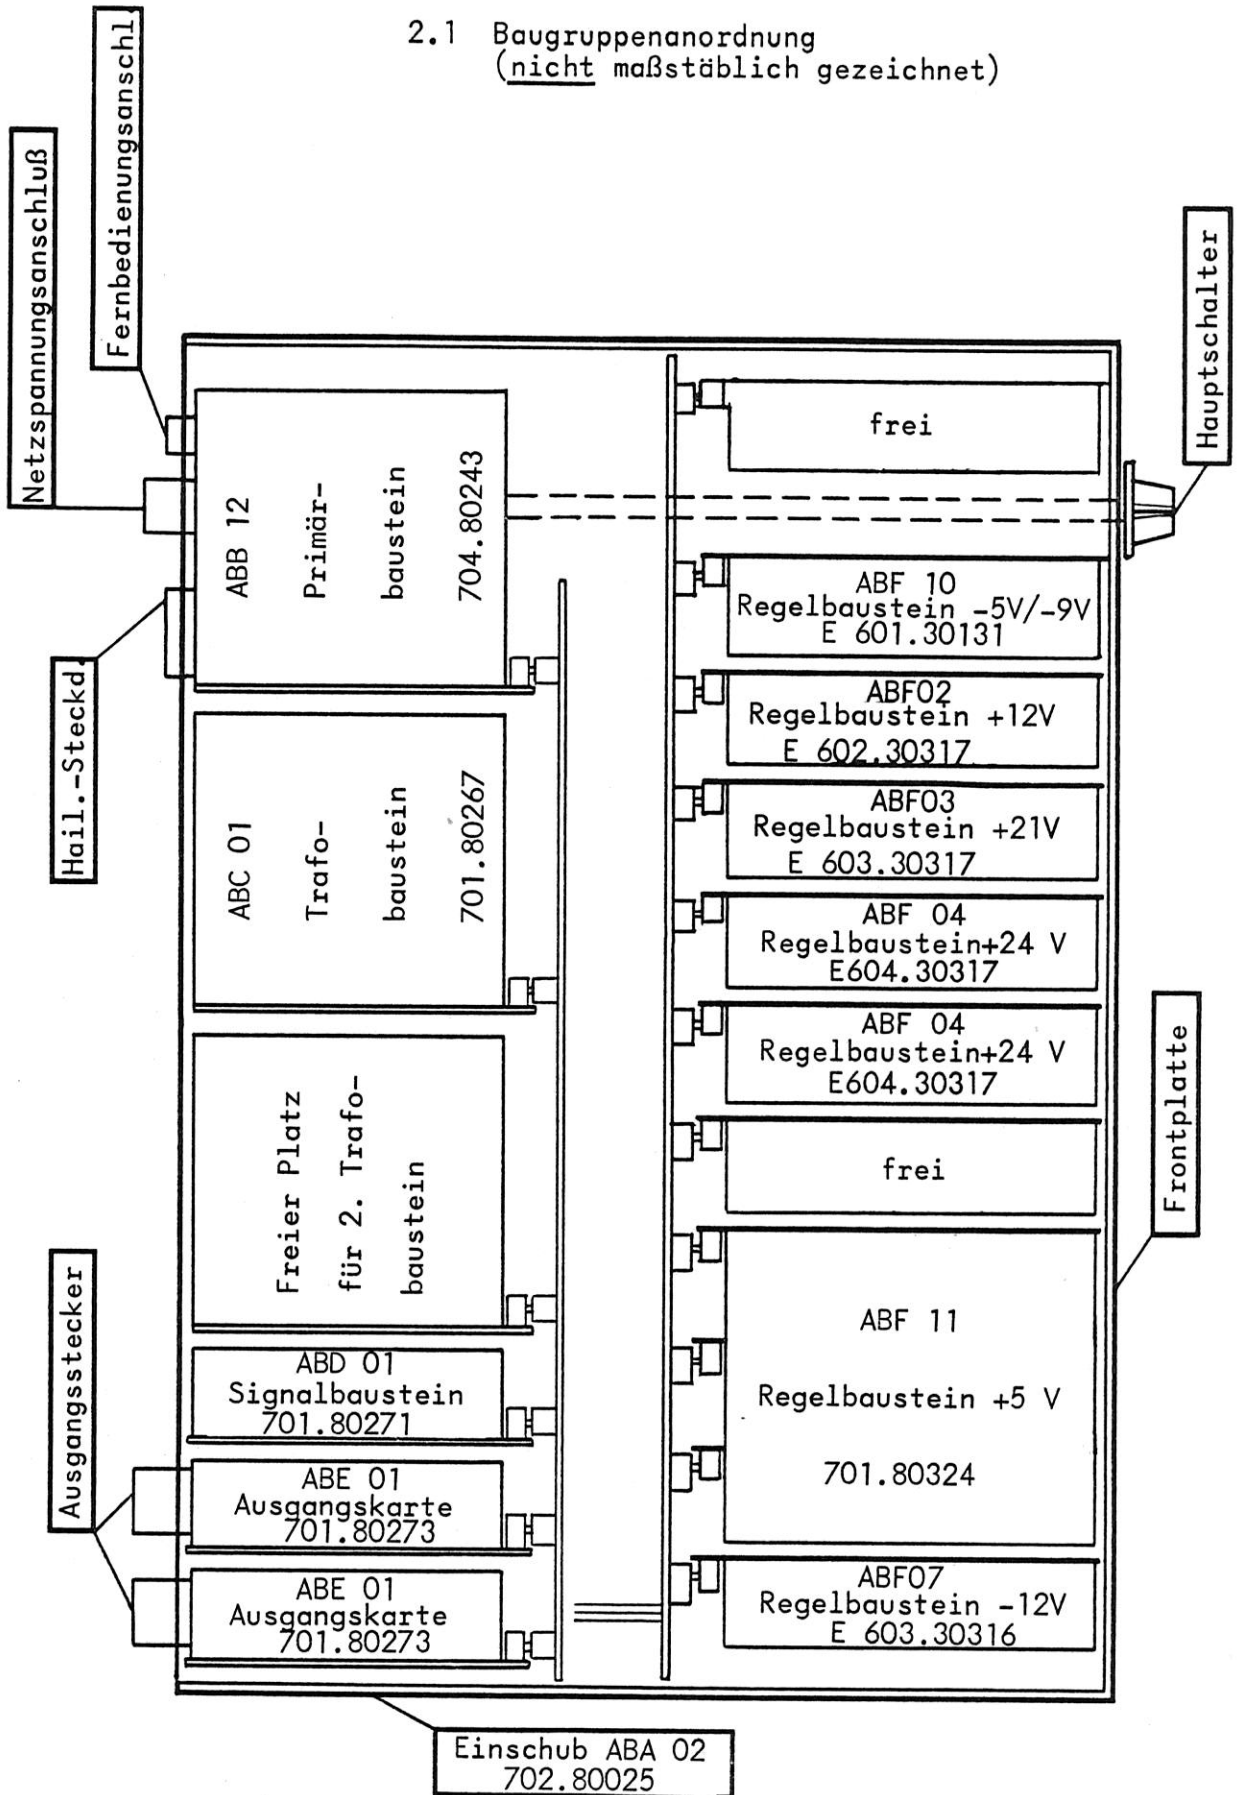 2.1 Baugruppenanordnung
(nicht maßstäblich gezeichnet)
Fernbedienungsanschl.
Netzspannungsanschluß
Hail.-Steckd.
Ausgangsstecker
Hauptschalter
Frontplatte
ABB 12
Primär-
baustein
704.80243
ABC 01
Trafo-
baustein
701.80267
Freier Platz
für 2. Trafo-
baustein
ABD 01
Signalbaustein
701.80271
ABE 01
Ausgangskarte
701.80273
ABE 01
Ausgangskarte
701.80273
frei
ABF 10
Regelbaustein -5V/-9V
E 601.30131
ABF02
Regelbaustein +12V
E 602.30317
ABF03
Regelbaustein +21V
E 603.30317
ABF 04
Regelbaustein+24 V
E604.30317
ABF 04
Regelbaustein+24 V
E604.30317
frei
ABF 11
Regelbaustein +5 V
701.80324
ABF07
Regelbaustein -12V
E 603.30316
Einschub ABA 02
702.80025